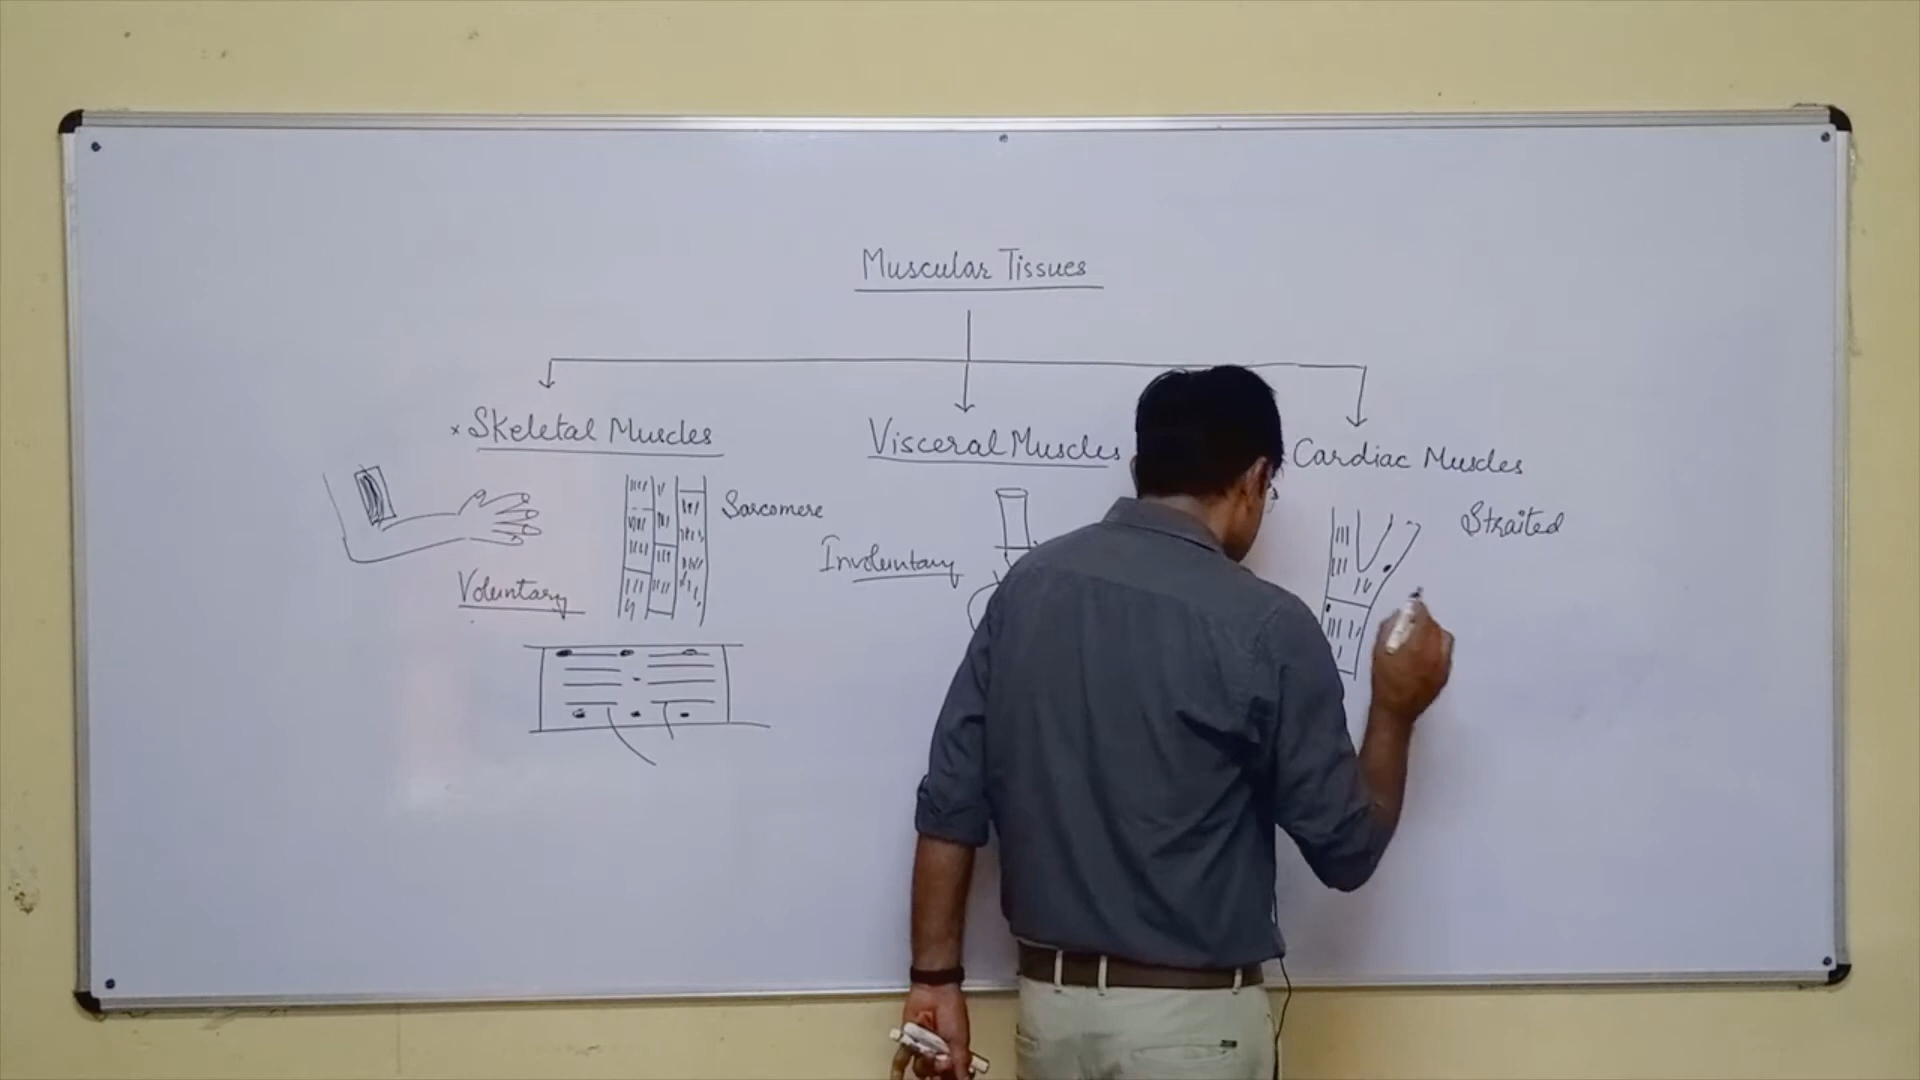 Muscular Tissues
× Skeletal Muscles
Sarcomere
Voluntary
Visceral Muscles
Involuntary
Cardiac Muscles
Straited